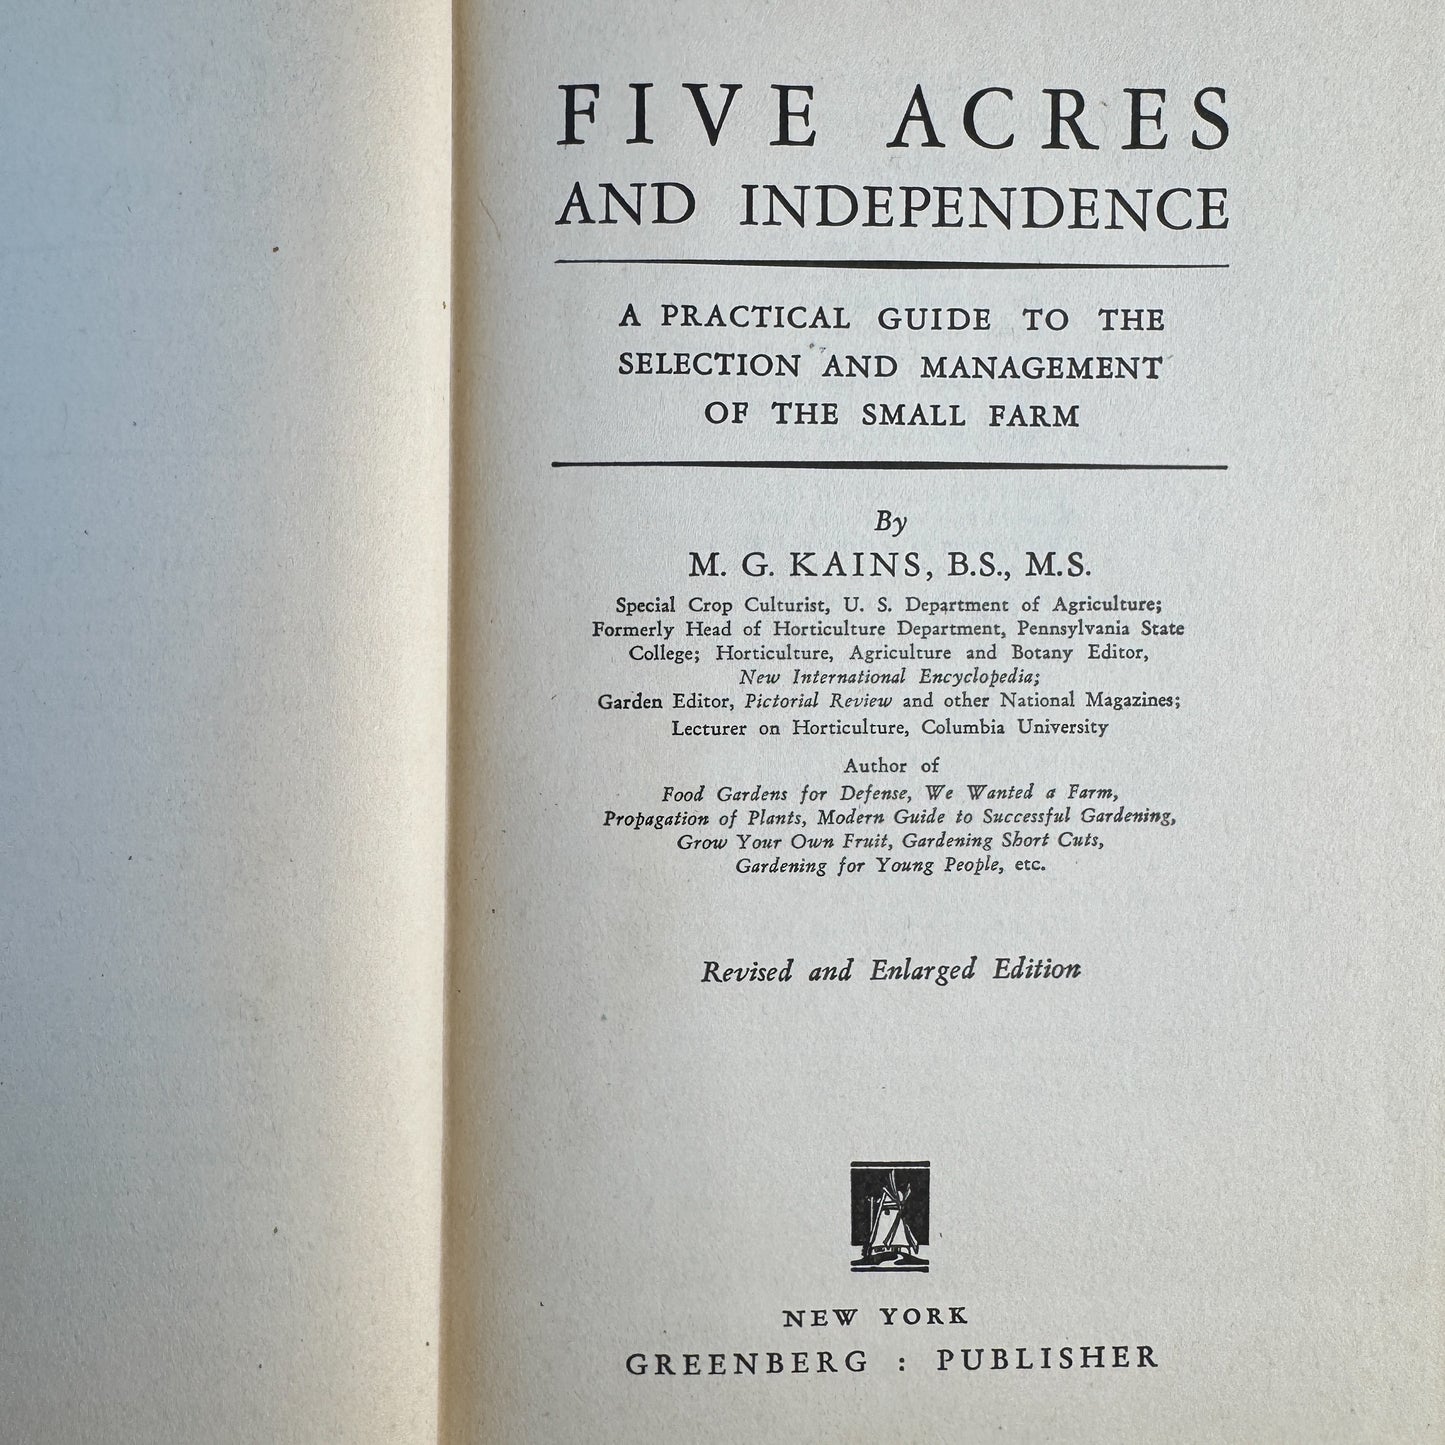 FIVE ACRES
AND INDEPENDENCE
A PRACTICAL GUIDE TO THE
SELECTION AND MANAGEMENT
OF THE SMALL FARM
By
M. G. KAINS, B.S., M.S.
Special Crop Culturist, U. S. Department of Agriculture;
Formerly Head of Horticulture Department, Pennsylvania State
College; Horticulture, Agriculture and Botany Editor,
New International Encyclopedia;
Garden Editor, Pictorial Review and other National Magazines;
Lecturer on Horticulture, Columbia University
Author of
Food Gardens for Defense, We Wanted a Farm,
Propagation of Plants, Modern Guide to Successful Gardening,
Grow Your Own Fruit, Gardening Short Cuts,
Gardening for Young People, etc.
Revised and Enlarged Edition
NEW YORK
GREENBERG : PUBLISHER